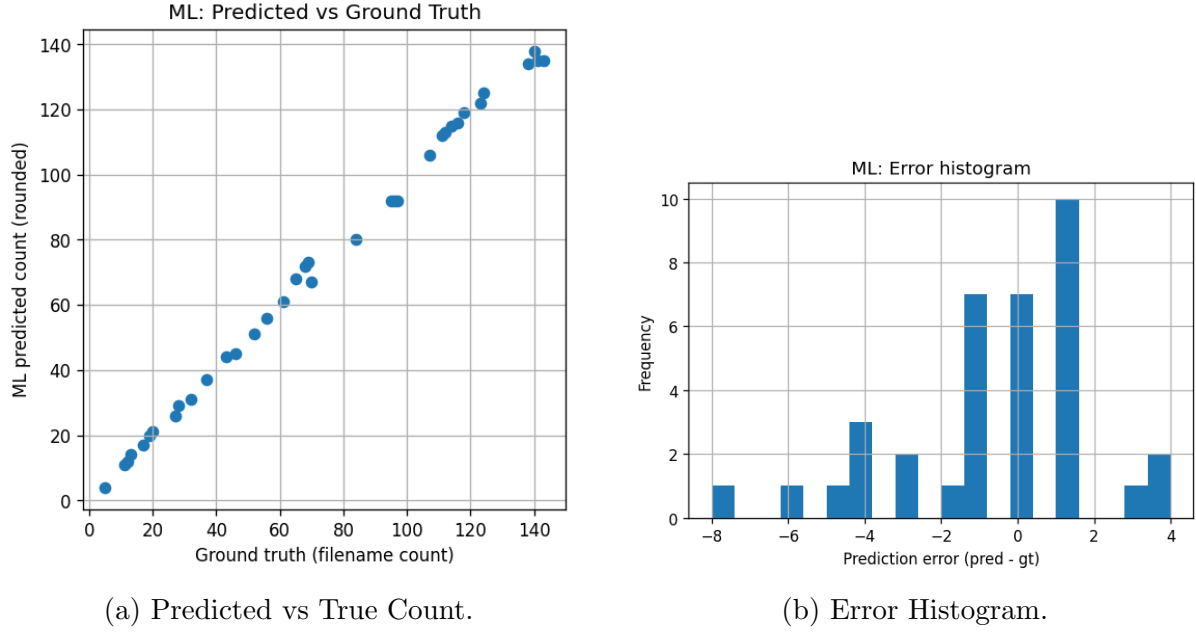 ML: Predicted vs Ground Truth
ML predicted count (rounded)
140
120
100
80
60
40
20
0
0 20 40 60 80 100 120 140
Ground truth (filename count)
(a) Predicted vs True Count.
ML: Error histogram
Frequency
10
8
6
4
2
0
−8 −6 −4 −2 0 2 4
Prediction error (pred - gt)
(b) Error Histogram.